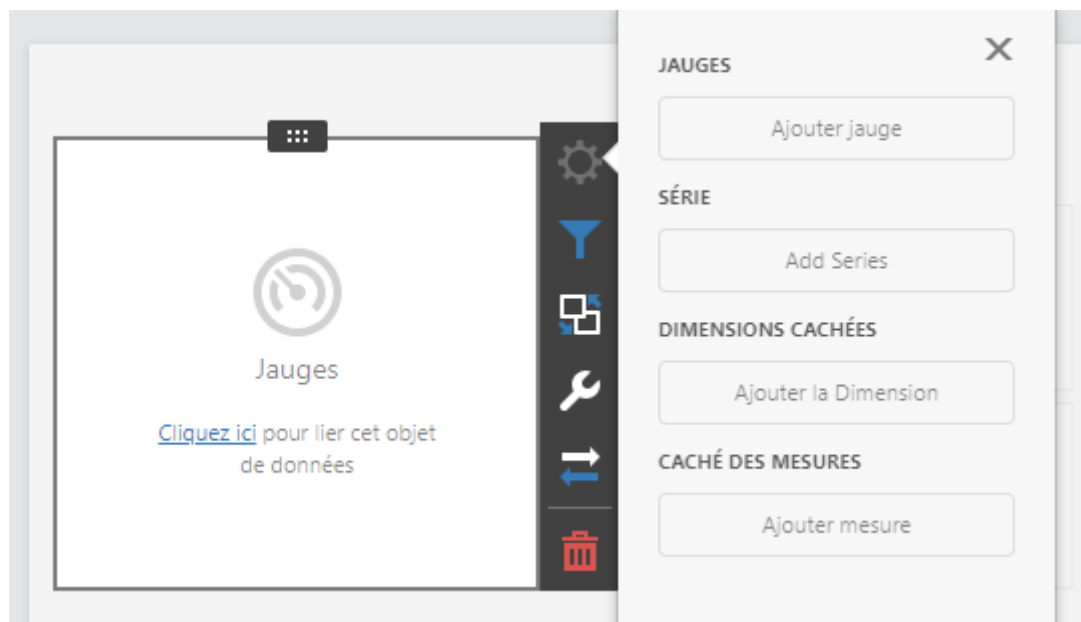 Jauges
Cliquez ici pour lier cet objet
de données
JAUGES
Ajouter jauge
SÉRIE
Add Series
DIMENSIONS CACHÉES
Ajouter la Dimension
CACHÉ DES MESURES
Ajouter mesure